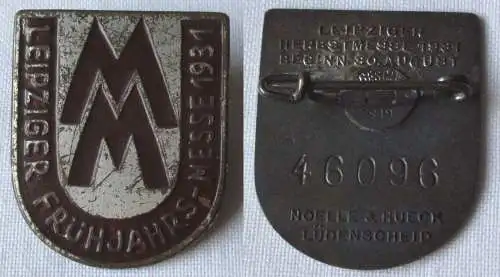 MM
LEIPZIGER FRÜHJAHRS-MESSE 1931
LEIPZIGER
HERBSTMESSE 1931
BEGINN 30. AUGUST
46096
NOELLE & HUECK
LÜDENSCHEID